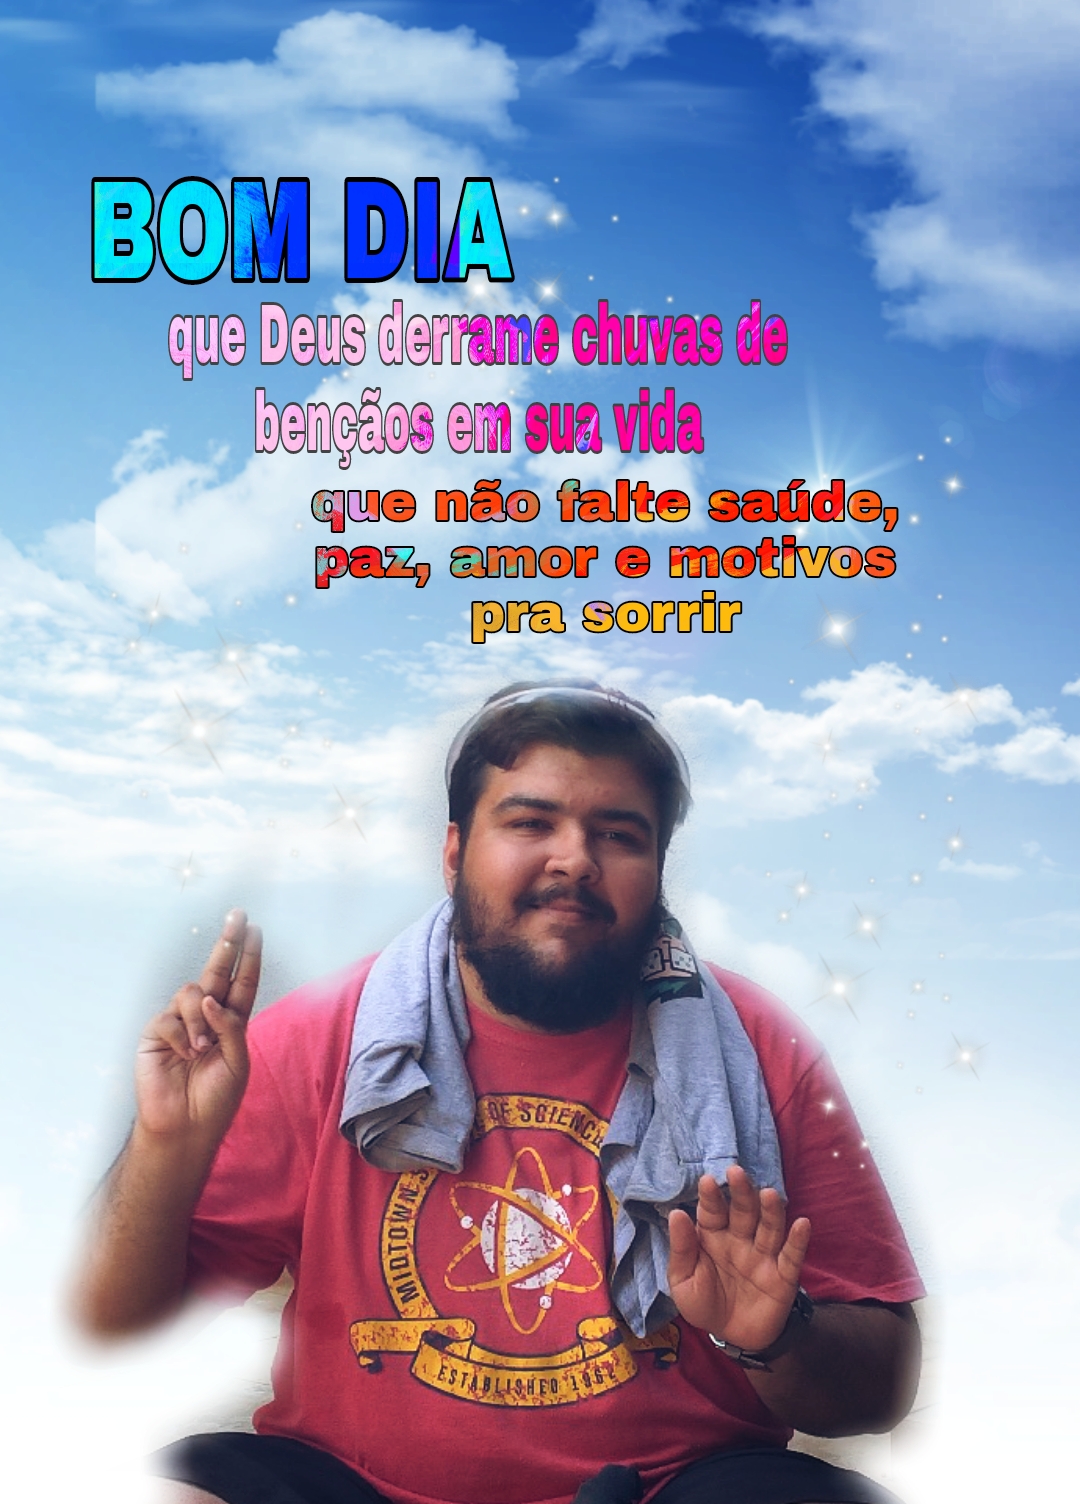 BOM DIA
que Deus derrame chuvas de
bençãos em sua vida
que não falte saúde,
paz, amor e motivos
pra sorrir
OF SCIENC
MIDTOWN S
ESTABLISHED 1962